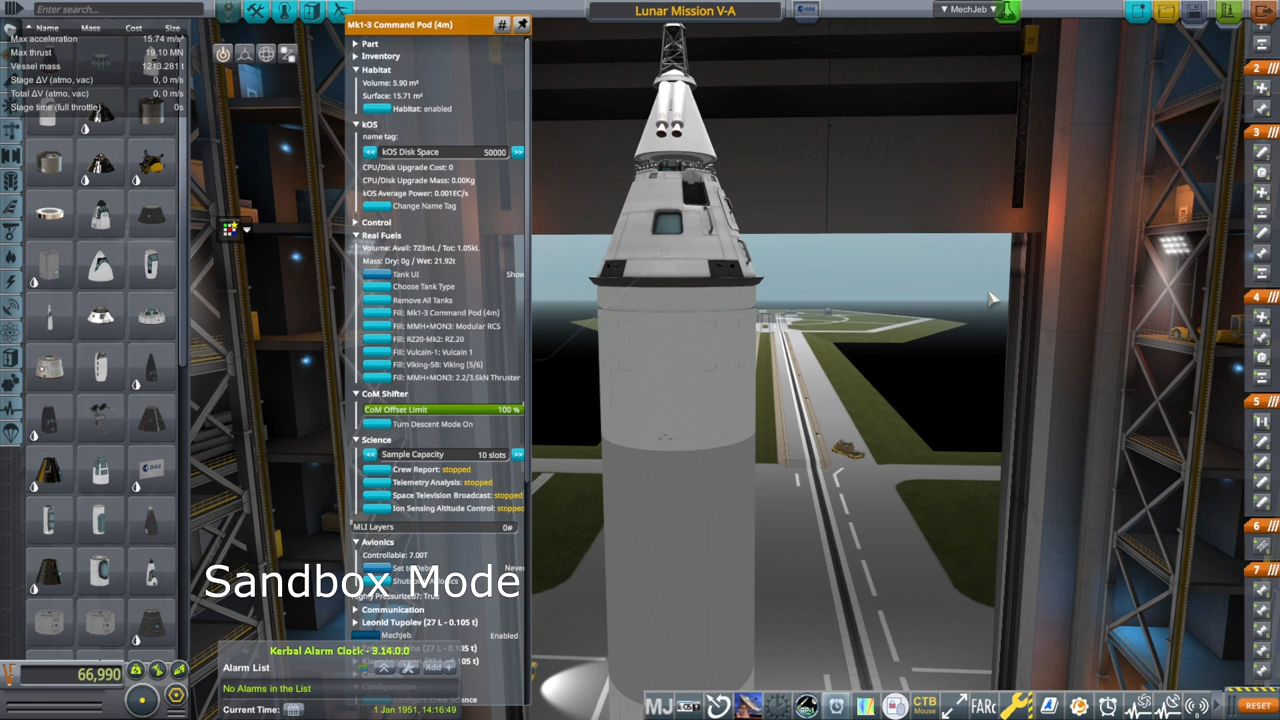 Enter search...
Name Mass Cost Size
Max acceleration 15.74 m/s²
Max thrust 19.10 MN
Vessel mass 1213.281 t
Stage ΔV (atmo, vac) 0, 0 m/s
Total ΔV (atmo, vac) 0, 0 m/s
Stage time (full throttle) 0s
Mk1-3 Command Pod (4m) #
Part
Inventory
Habitat
Volume: 5.90 m³
Surface: 15.71 m²
Habitat: enabled
kOS
name tag:
<< kOS Disk Space 50000 >>
CPU/Disk Upgrade Cost: 0
CPU/Disk Upgrade Mass: 0.00Kg
kOS Average Power: 0.001EC/s
Change Name Tag
Control
Real Fuels
Volume: Avail: 723mL / Tot: 1.05kL
Mass: Dry: 0g / Wet: 21.92t
Tank UI Show
Choose Tank Type
Remove All Tanks
Fill: Mk1-3 Command Pod (4m)
Fill: MMH+MON3: Modular RCS
Fill: RZ20-Mk2: RZ.20
Fill: Vulcain-1: Vulcain 1
Fill: Viking-5B: Viking (5/6)
Fill: MMH+MON3: 2.2/3.6kN Thruster
CoM Shifter
CoM Offset Limit 100 %
Turn Descent Mode On
Science
<< Sample Capacity 10 slots >>
Crew Report: stopped
Telemetry Analysis: stopped
Space Television Broadcast: stopped
Ion Sensing Altitude Control: stopped
MLI Layers 0#
Avionics
Controllable: 7.00T
Never
Communication
Leonid Tupolev (27 L - 0.105 t)
MechJeb Enabled
Sandbox Mode
Kerbal Alarm Clock - 3.14.0.0
Alarm List Add +
No Alarms in the List
Current Time: 1 Jan 1951, 14:16:49
66,990
Lunar Mission V-A
esa
▼ MechJeb ▼
2
3
4
5
6
7
MJ
kOST
CTB
Mouse
FARc
RESET